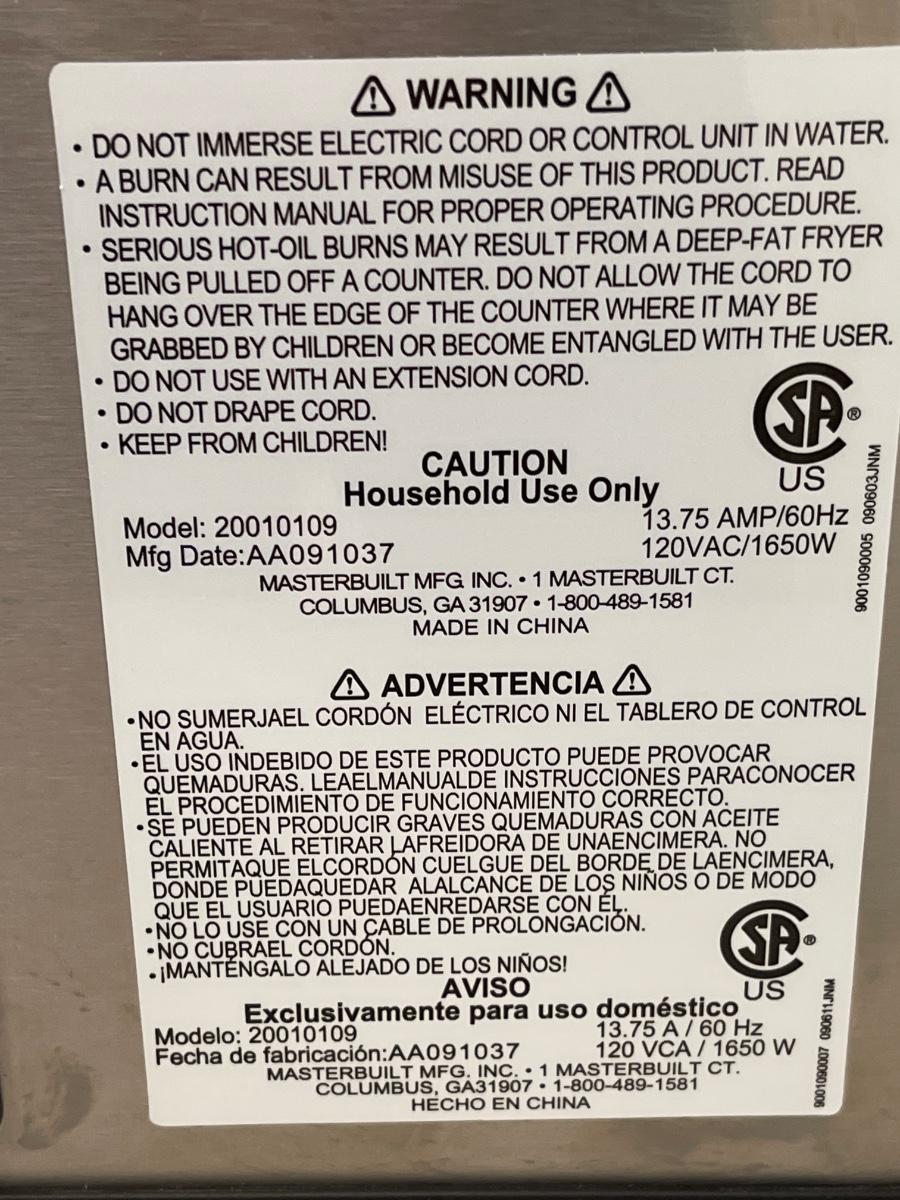 ⚠ WARNING ⚠
• DO NOT IMMERSE ELECTRIC CORD OR CONTROL UNIT IN WATER.
• A BURN CAN RESULT FROM MISUSE OF THIS PRODUCT. READ
INSTRUCTION MANUAL FOR PROPER OPERATING PROCEDURE.
• SERIOUS HOT-OIL BURNS MAY RESULT FROM A DEEP-FAT FRYER
BEING PULLED OFF A COUNTER. DO NOT ALLOW THE CORD TO
HANG OVER THE EDGE OF THE COUNTER WHERE IT MAY BE
GRABBED BY CHILDREN OR BECOME ENTANGLED WITH THE USER.
• DO NOT USE WITH AN EXTENSION CORD.
• DO NOT DRAPE CORD.
• KEEP FROM CHILDREN!
SA ®
US
CAUTION
Household Use Only
Model: 20010109 13.75 AMP/60Hz
Mfg Date:AA091037 120VAC/1650W
MASTERBUILT MFG. INC. • 1 MASTERBUILT CT.
COLUMBUS, GA 31907 • 1-800-489-1581
MADE IN CHINA
9001090005 090603JNM
⚠ ADVERTENCIA ⚠
•NO SUMERJAEL CORDÓN ELÉCTRICO NI EL TABLERO DE CONTROL
EN AGUA.
•EL USO INDEBIDO DE ESTE PRODUCTO PUEDE PROVOCAR
QUEMADURAS. LEAELMANUALDE INSTRUCCIONES PARACONOCER
EL PROCEDIMIENTO DE FUNCIONAMIENTO CORRECTO.
•SE PUEDEN PRODUCIR GRAVES QUEMADURAS CON ACEITE
CALIENTE AL RETIRAR LAFREIDORA DE UNAENCIMERA. NO
PERMITAQUE ELCORDÓN CUELGUE DEL BORDE DE LAENCIMERA,
DONDE PUEDAQUEDAR ALALCANCE DE LOS NIÑOS O DE MODO
QUE EL USUARIO PUEDAENREDARSE CON ÉL.
•NO LO USE CON UN CABLE DE PROLONGACIÓN.
•NO CUBRAEL CORDÓN.
•¡MANTÉNGALO ALEJADO DE LOS NIÑOS!
SA ®
US
AVISO
Exclusivamente para uso doméstico
Modelo: 20010109 13.75 A / 60 Hz
Fecha de fabricación:AA091037 120 VCA / 1650 W
MASTERBUILT MFG. INC. • 1 MASTERBUILT CT.
COLUMBUS, GA31907 • 1-800-489-1581
HECHO EN CHINA
9001090007 090611JNM